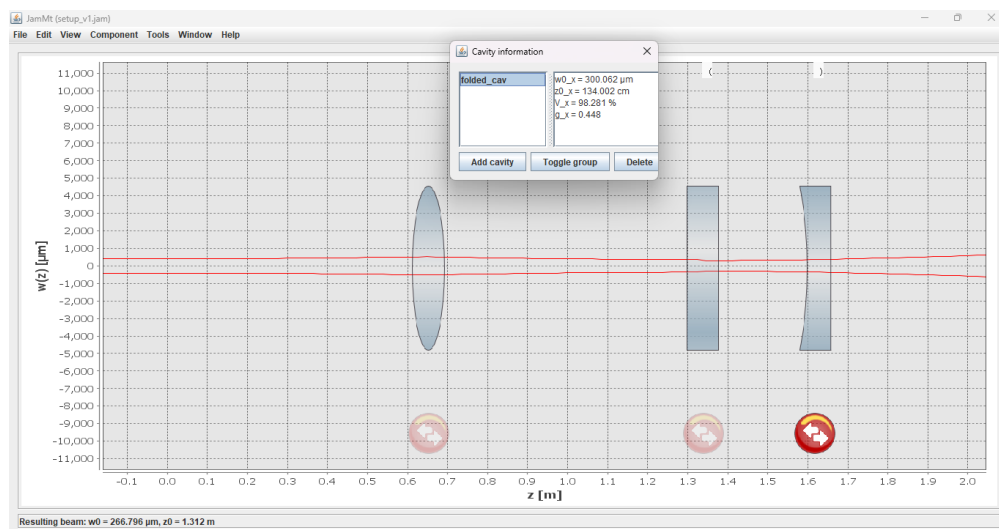 JamMt (setup_v1.jam)
File Edit View Component Tools Window Help
Cavity information
folded_cav
w0_x = 300.062 µm
z0_x = 134.002 cm
V_x = 98.281 %
g_x = 0.448
Add cavity Toggle group Delete
( )
11,000
10,000
9,000
8,000
7,000
6,000
5,000
4,000
3,000
2,000
1,000
0
-1,000
-2,000
-3,000
-4,000
-5,000
-6,000
-7,000
-8,000
-9,000
-10,000
-11,000
w(z) [µm]
-0.1 0.0 0.1 0.2 0.3 0.4 0.5 0.6 0.7 0.8 0.9 1.0 1.1 1.2 1.3 1.4 1.5 1.6 1.7 1.8 1.9 2.0
z [m]
Resulting beam: w0 = 266.796 µm, z0 = 1.312 m